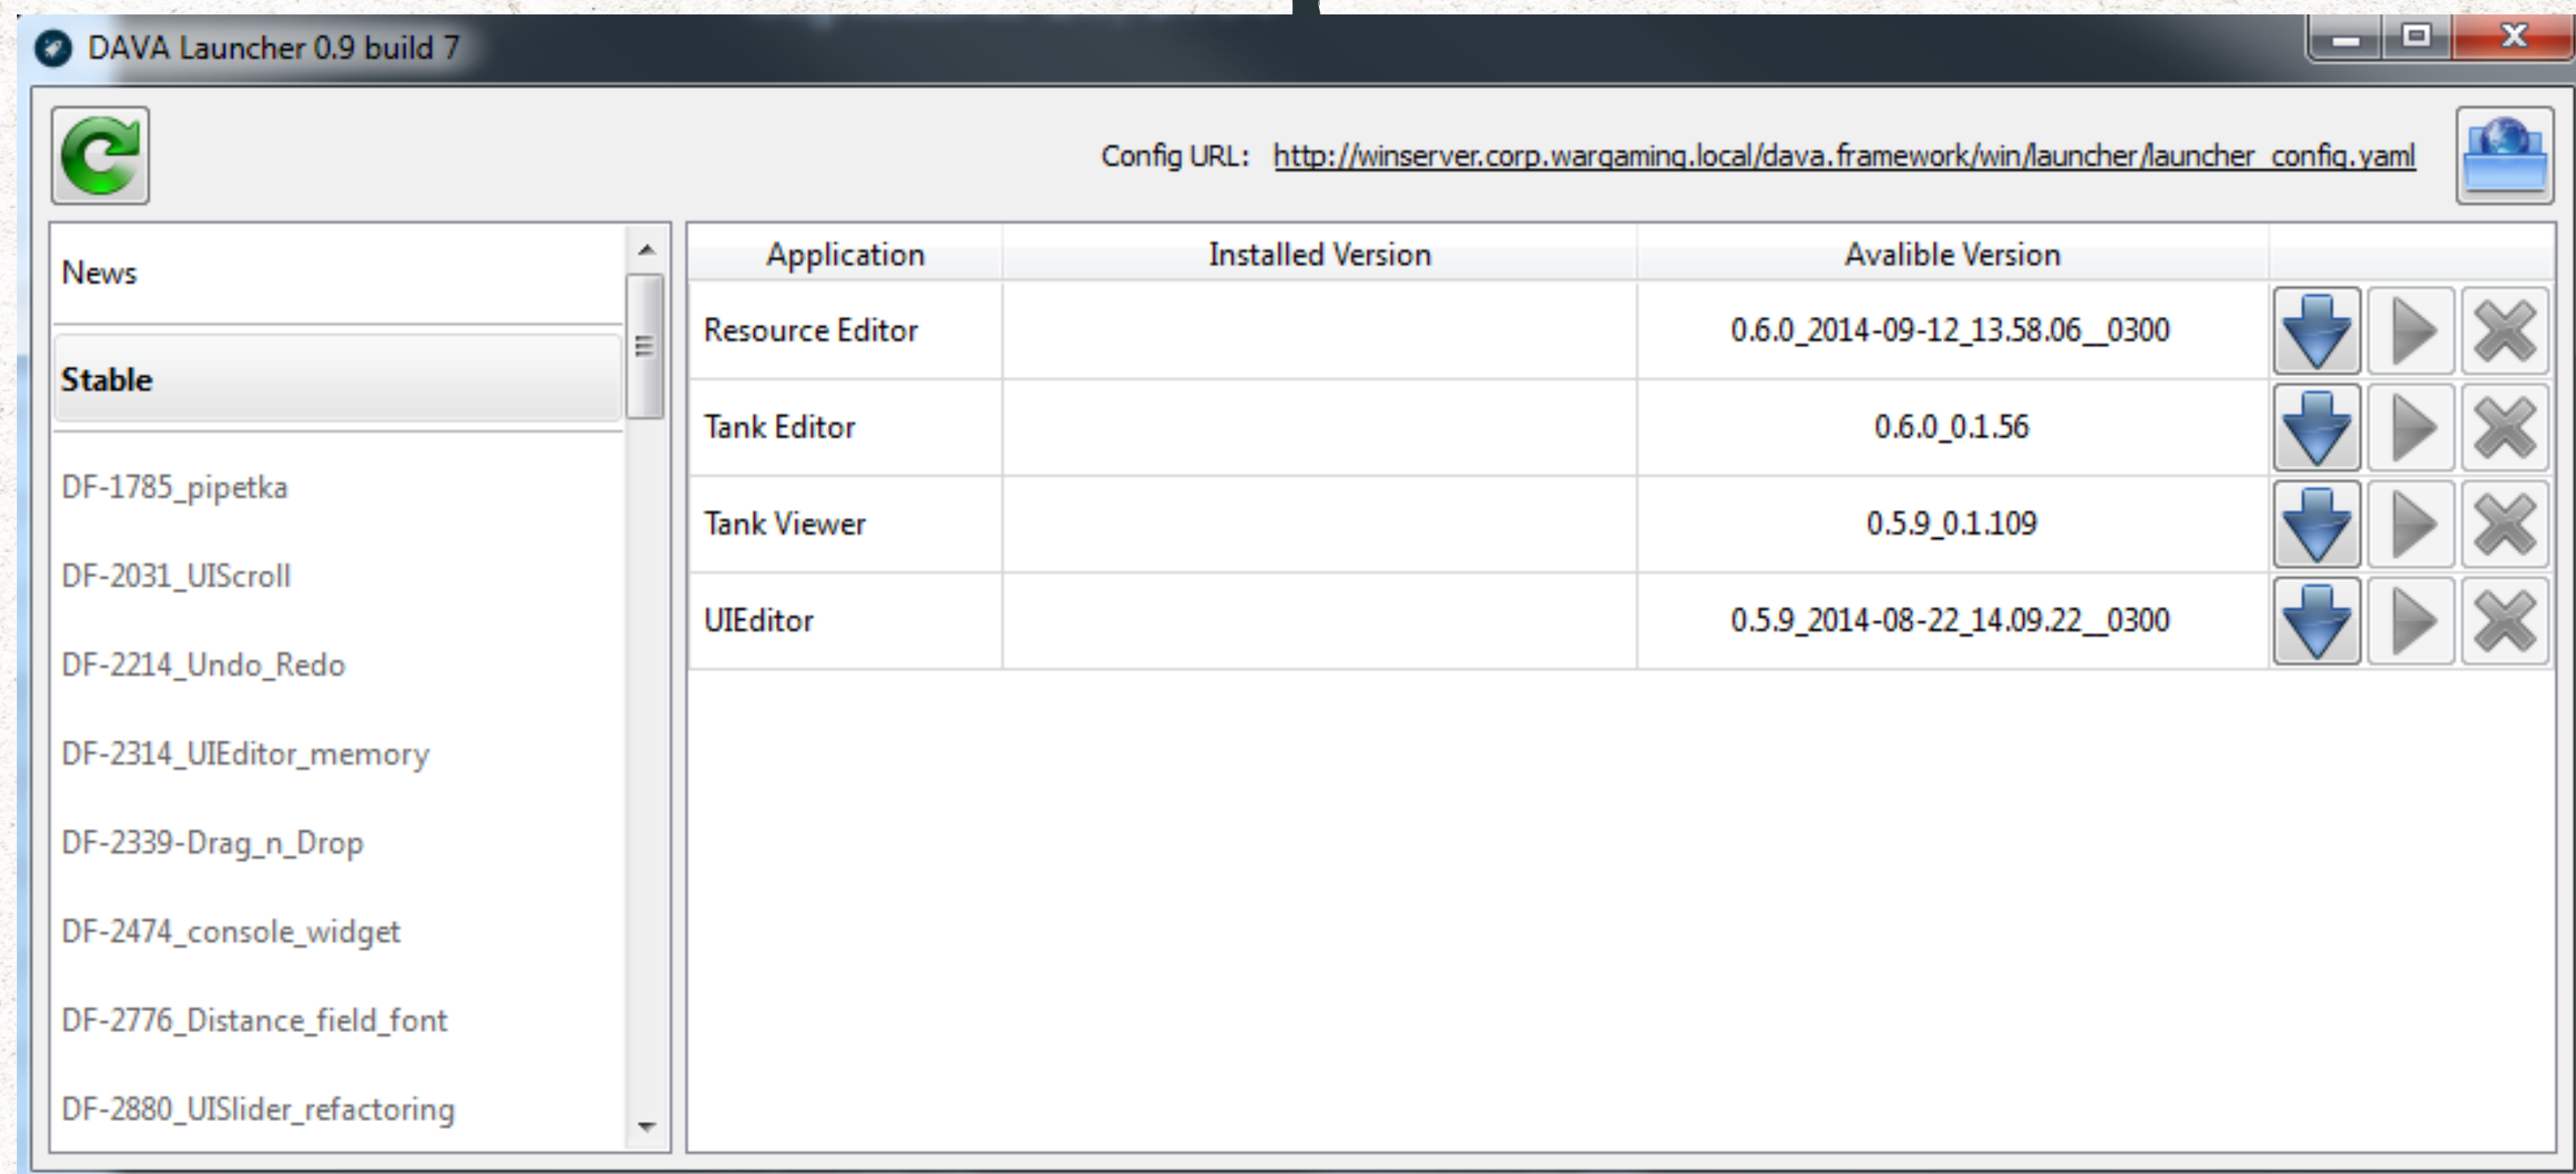 DAVA Launcher 0.9 build 7
Config URL: http://winserver.corp.wargaming.local/dava.framework/win/launcher/launcher_config.yaml
News
Stable
DF-1785_pipetka
DF-2031_UIScroll
DF-2214_Undo_Redo
DF-2314_UIEditor_memory
DF-2339-Drag_n_Drop
DF-2474_console_widget
DF-2776_Distance_field_font
DF-2880_UISlider_refactoring
Application Installed Version Avalible Version
Resource Editor 0.6.0_2014-09-12_13.58.06__0300
Tank Editor 0.6.0_0.1.56
Tank Viewer 0.5.9_0.1.109
UIEditor 0.5.9_2014-08-22_14.09.22__0300